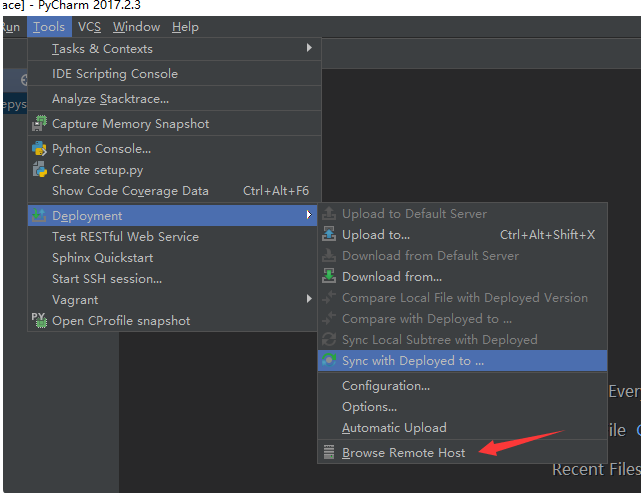 ace] - PyCharm 2017.2.3
Run Tools VCS Window Help
Tasks & Contexts
IDE Scripting Console
Analyze Stacktrace...
Capture Memory Snapshot
Python Console...
Create setup.py
Show Code Coverage Data Ctrl+Alt+F6
Deployment
Test RESTful Web Service
Sphinx Quickstart
Start SSH session...
Vagrant
Open CProfile snapshot
epys
Upload to Default Server
Upload to... Ctrl+Alt+Shift+X
Download from Default Server
Download from...
Compare Local File with Deployed Version
Compare with Deployed to ...
Sync Local Subtree with Deployed
Sync with Deployed to ...
Configuration...
Options...
Automatic Upload
Browse Remote Host
Every
ile
Recent Files